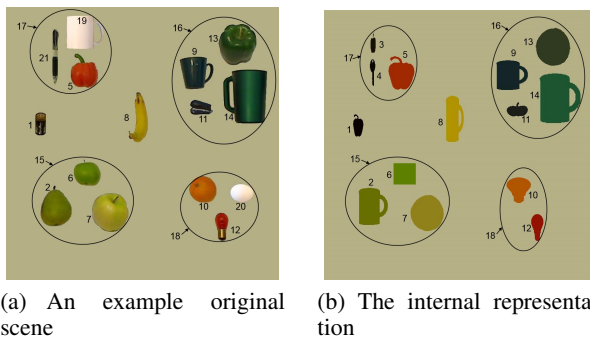 17 19 21 5
16 13 9 11 14
1 8
15 6 2 7
10 20 12 18
(a) An example original
scene
3 17 5 4
16 13 9 14 11
1 8
15 6 2 7
10 12 18
(b) The internal representa-
tion